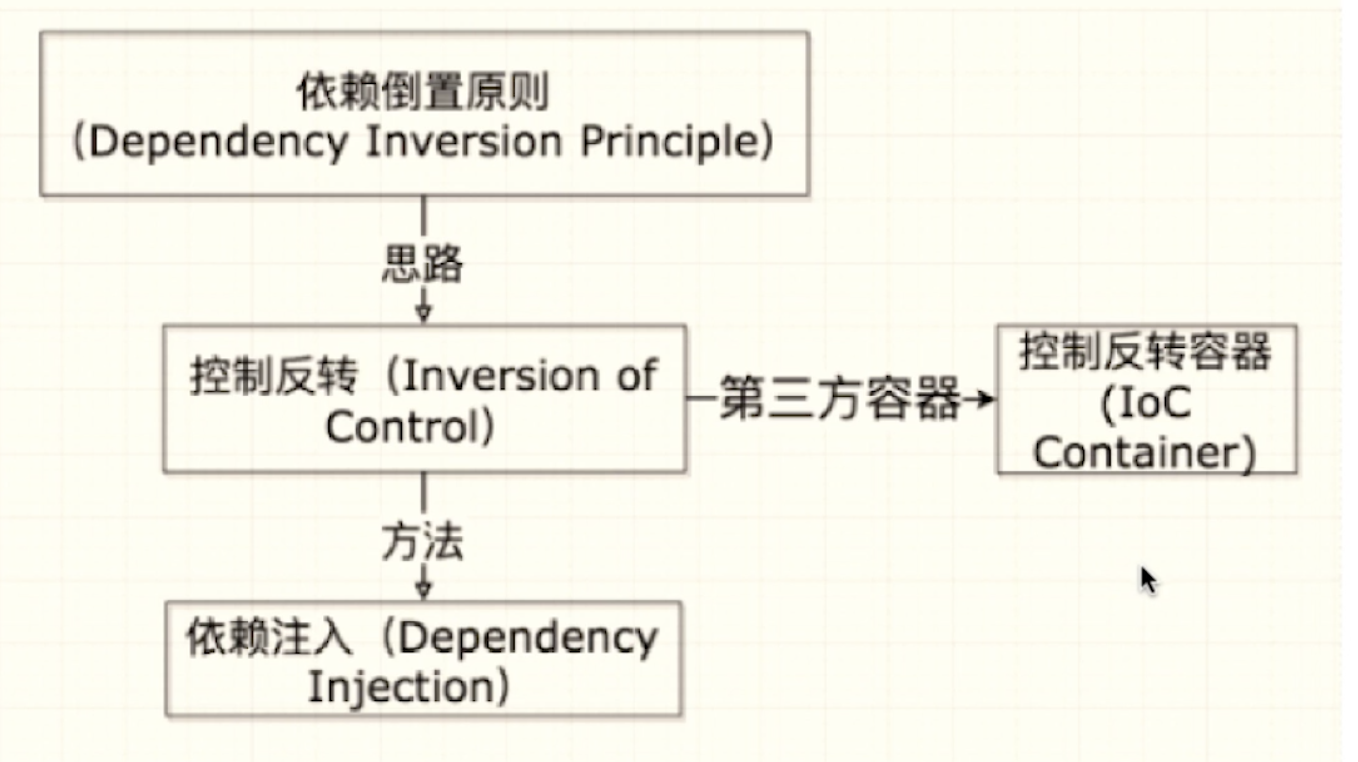 依赖倒置原则
（Dependency Inversion Principle）
思路
控制反转（Inversion of
Control）
第三方容器
控制反转容器
(IoC
Container)
方法
依赖注入（Dependency
Injection）